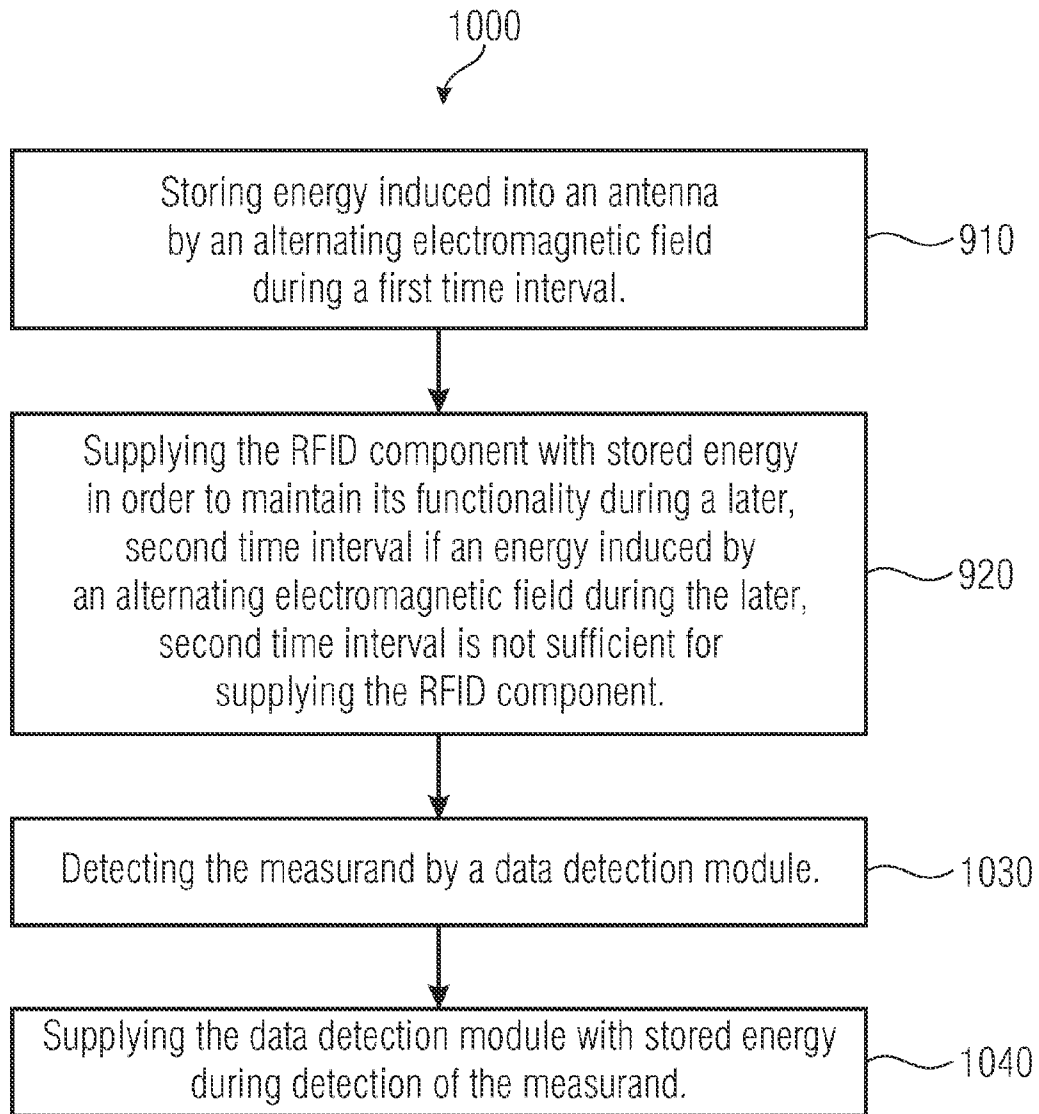 1000
Storing energy induced into an antenna
by an alternating electromagnetic field
during a first time interval.
910
Supplying the RFID component with stored energy
in order to maintain its functionality during a later,
second time interval if an energy induced by
an alternating electromagnetic field during the later,
second time interval is not sufficient for
supplying the RFID component.
920
Detecting the measurand by a data detection module.
1030
Supplying the data detection module with stored energy
during detection of the measurand.
1040